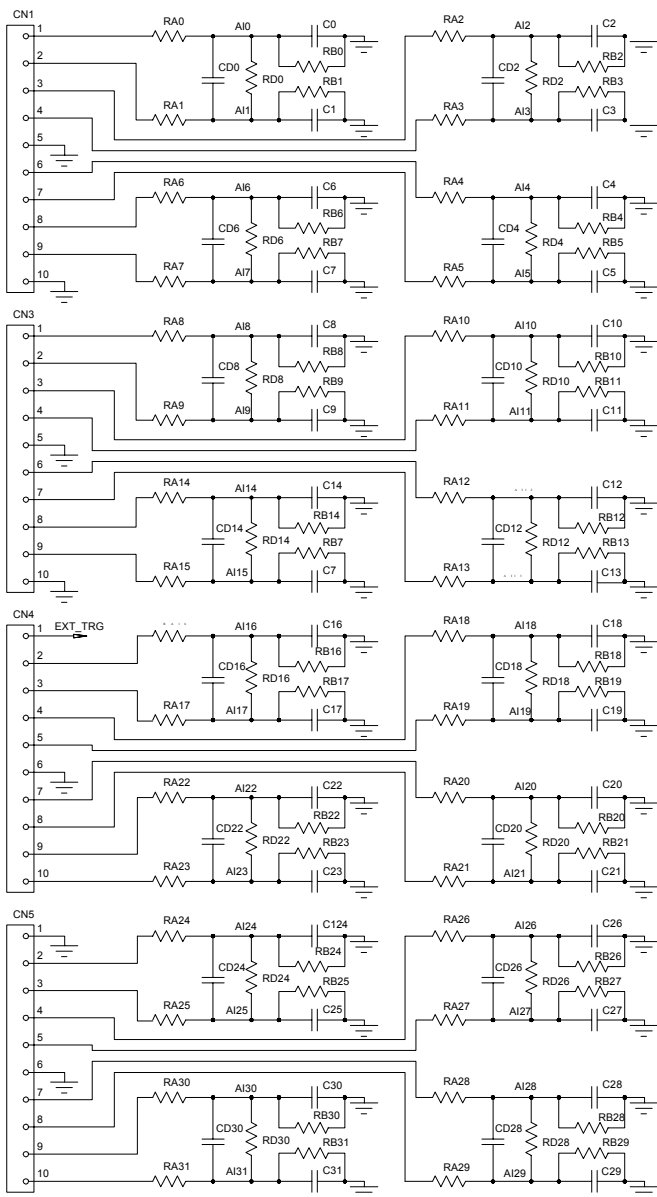 CN1
1 RA0 AI0 C0 RA2 AI2 C2
2 CD0 RD0 RB0 CD2 RD2 RB2
3 RA1 AI1 RB1 C1 RA3 AI3 RB3 C3
4
5
6
7 RA6 AI6 C6 RA4 AI4 C4
8 CD6 RD6 RB6 CD4 RD4 RB4
9 RA7 AI7 RB7 C7 RA5 AI5 RB5 C5
10
CN3
1 RA8 AI8 C8 RA10 AI10 C10
2 CD8 RD8 RB8 CD10 RD10 RB10
3 RA9 AI9 RB9 C9 RA11 AI11 RB11 C11
4
5
6
7 RA14 AI14 C14 RA12 C12
8 CD14 RD14 RB14 CD12 RD12 RB12
9 RA15 AI15 RB7 C7 RA13 RB13 C13
10
CN4
1 EXT_TRG AI16 C16 RA18 AI18 C18
2 CD16 RD16 RB16 CD18 RD18 RB18
3 RA17 AI17 RB17 C17 RA19 AI19 RB19 C19
4
5
6
7 RA22 AI22 C22 RA20 AI20 C20
8 CD22 RD22 RB22 CD20 RD20 RB20
9 RA23 AI23 RB23 C23 RA21 AI21 RB21 C21
10
CN5
1 RA24 AI24 C124 RA26 AI26 C26
2 CD24 RD24 RB24 CD26 RD26 RB26
3 RA25 AI25 RB25 C25 RA27 AI27 RB27 C27
4
5
6
7 RA30 AI30 C30 RA28 AI28 C28
8 CD30 RD30 RB30 CD28 RD28 RB28
9 RA31 AI31 RB31 C31 RA29 AI29 RB29 C29
10